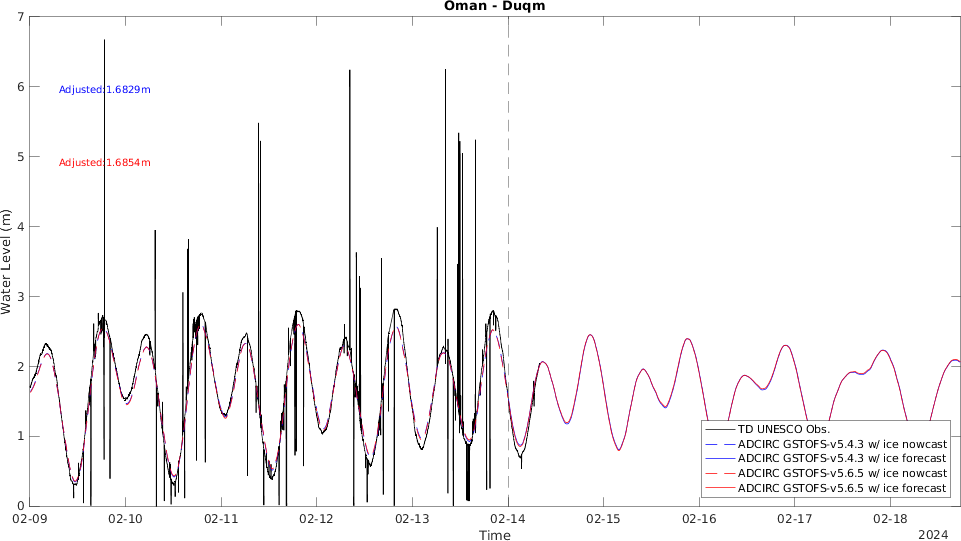 Oman - Duqm
7
6
5
4
3
2
1
0
Water Level (m)
Adjusted:1.6829m
Adjusted:1.6854m
TD UNESCO Obs.
ADCIRC GSTOFS-v5.4.3 w/ ice nowcast
ADCIRC GSTOFS-v5.4.3 w/ ice forecast
ADCIRC GSTOFS-v5.6.5 w/ ice nowcast
ADCIRC GSTOFS-v5.6.5 w/ ice forecast
02-09 02-10 02-11 02-12 02-13 02-14 02-15 02-16 02-17 02-18
Time
2024